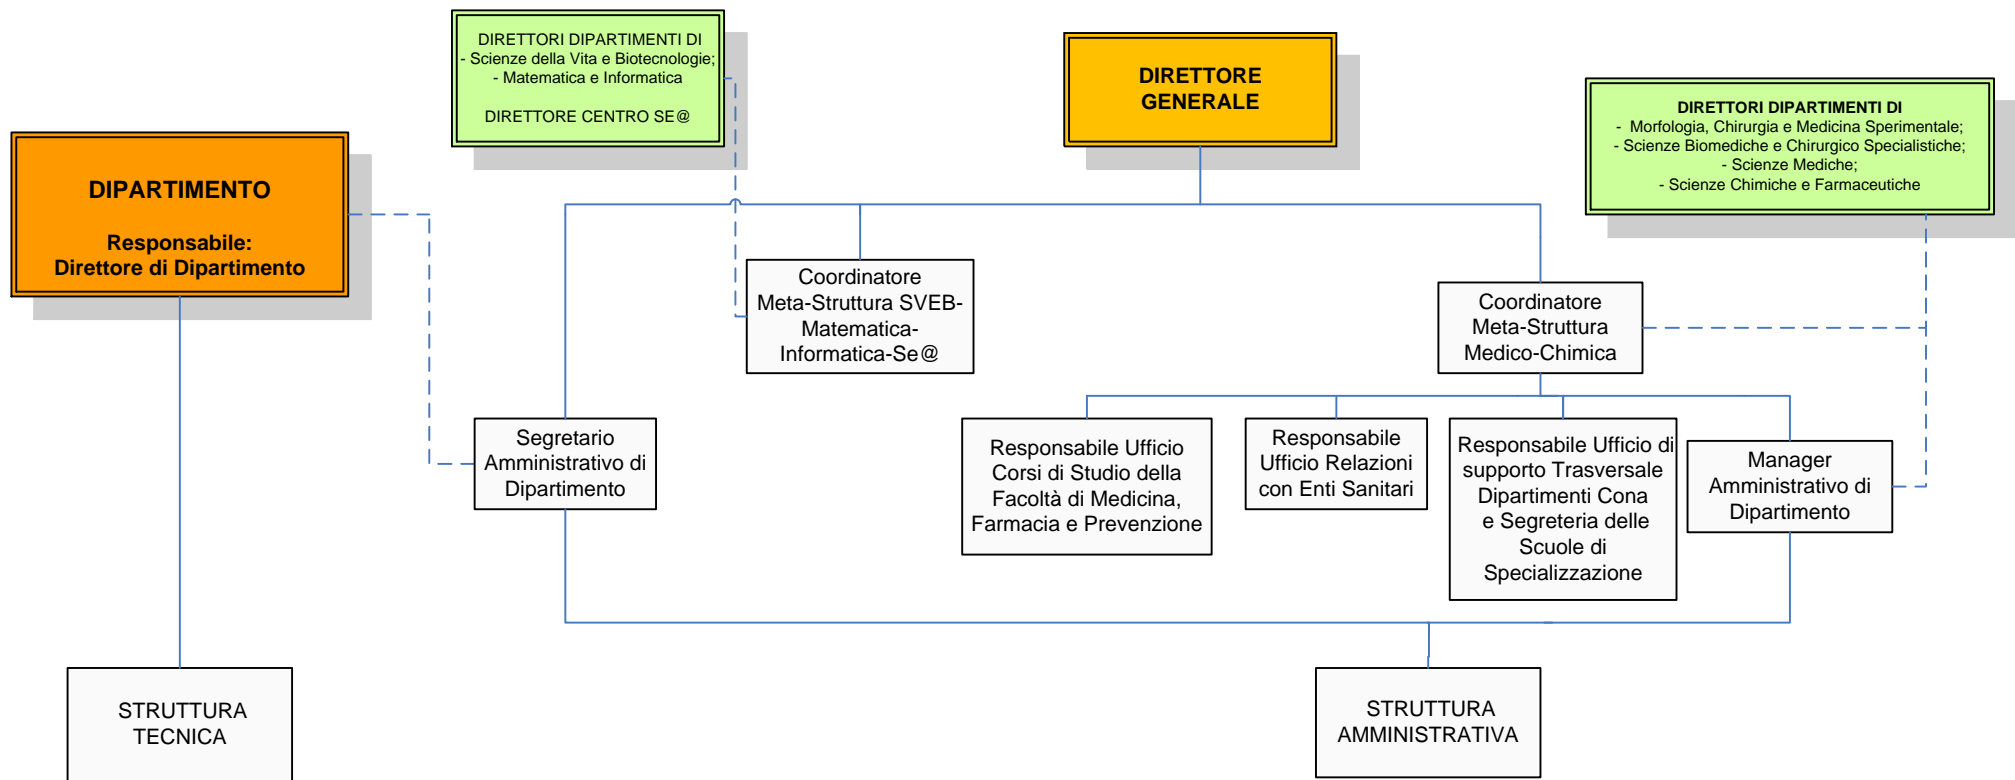 DIRETTORI DIPARTIMENTI DI
- Scienze della Vita e Biotecnologie;
- Matematica e Informatica
DIRETTORE CENTRO SE@
DIRETTORE
GENERALE
DIRETTORI DIPARTIMENTI DI
- Morfologia, Chirurgia e Medicina Sperimentale;
- Scienze Biomediche e Chirurgico Specialistiche;
- Scienze Mediche;
- Scienze Chimiche e Farmaceutiche
DIPARTIMENTO
Responsabile:
Direttore di Dipartimento
Coordinatore
Meta-Struttura SVEB-
Matematica-
Informatica-Se@
Coordinatore
Meta-Struttura
Medico-Chimica
Segretario
Amministrativo di
Dipartimento
Responsabile Ufficio
Corsi di Studio della
Facoltà di Medicina,
Farmacia e Prevenzione
Responsabile
Ufficio Relazioni
con Enti Sanitari
Responsabile Ufficio di
supporto Trasversale
Dipartimenti Cona
e Segreteria delle
Scuole di
Specializzazione
Manager
Amministrativo di
Dipartimento
STRUTTURA
TECNICA
STRUTTURA
AMMINISTRATIVA